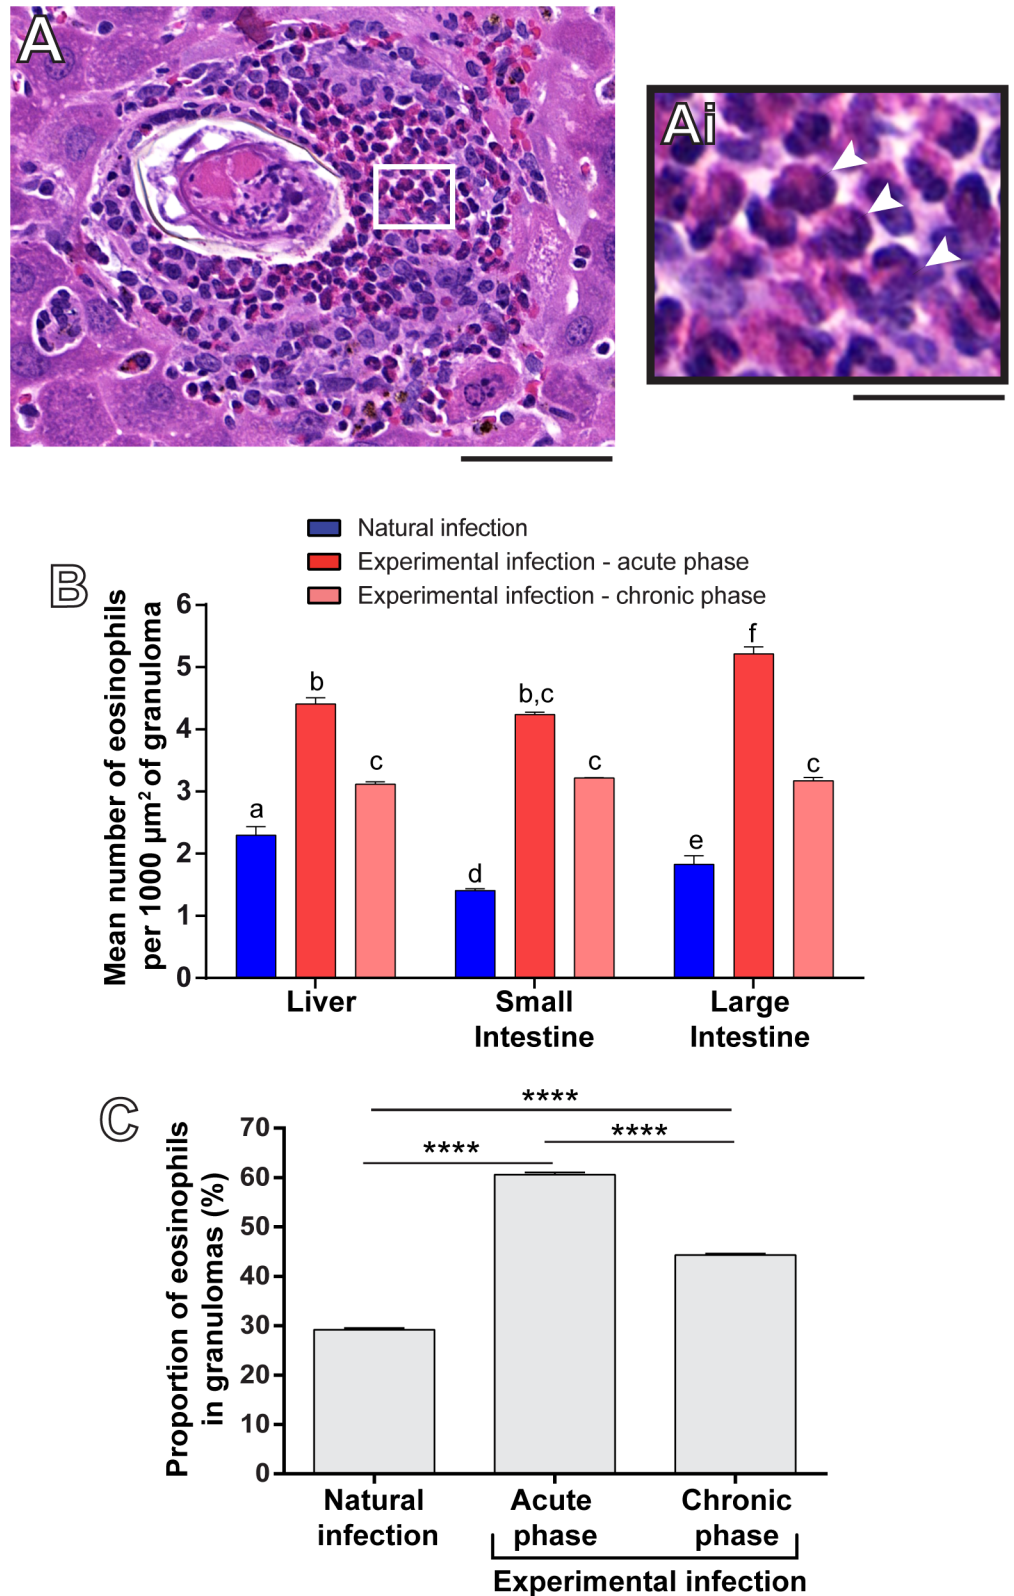 A
Ai
Natural infection
Experimental infection - acute phase
Experimental infection - chronic phase
B
Mean number of eosinophils
per 1000 µm² of granuloma
6
5
4
3
2
1
0
a
b
c
d
b,c
c
e
f
c
Liver
Small
Intestine
Large
Intestine
C
Proportion of eosinophils
in granulomas (%)
70
60
50
40
30
20
10
0
****
****
****
Natural
infection
Acute
phase
Chronic
phase
Experimental infection